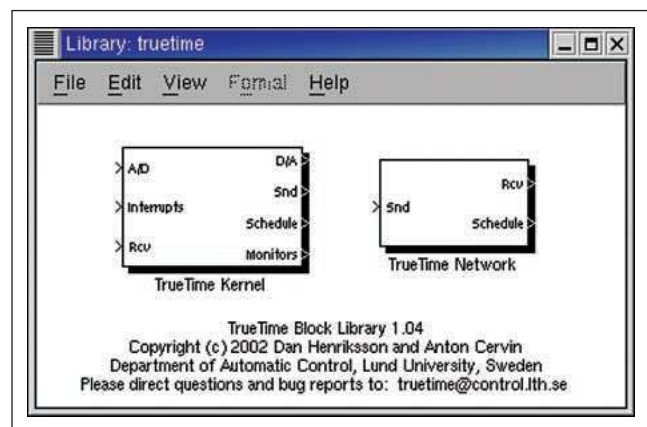 Library: truetime
File Edit View Format Help
A/D
Interrupts
Rcv
D/A
Snd
Schedule
Monitors
TrueTime Kernel
Snd
Rcv
Schedule
TrueTime Network
TrueTime Block Library 1.04
Copyright (c) 2002 Dan Henriksson and Anton Cervin
Department of Automatic Control, Lund University, Sweden
Please direct questions and bug reports to: truetime@control.lth.se